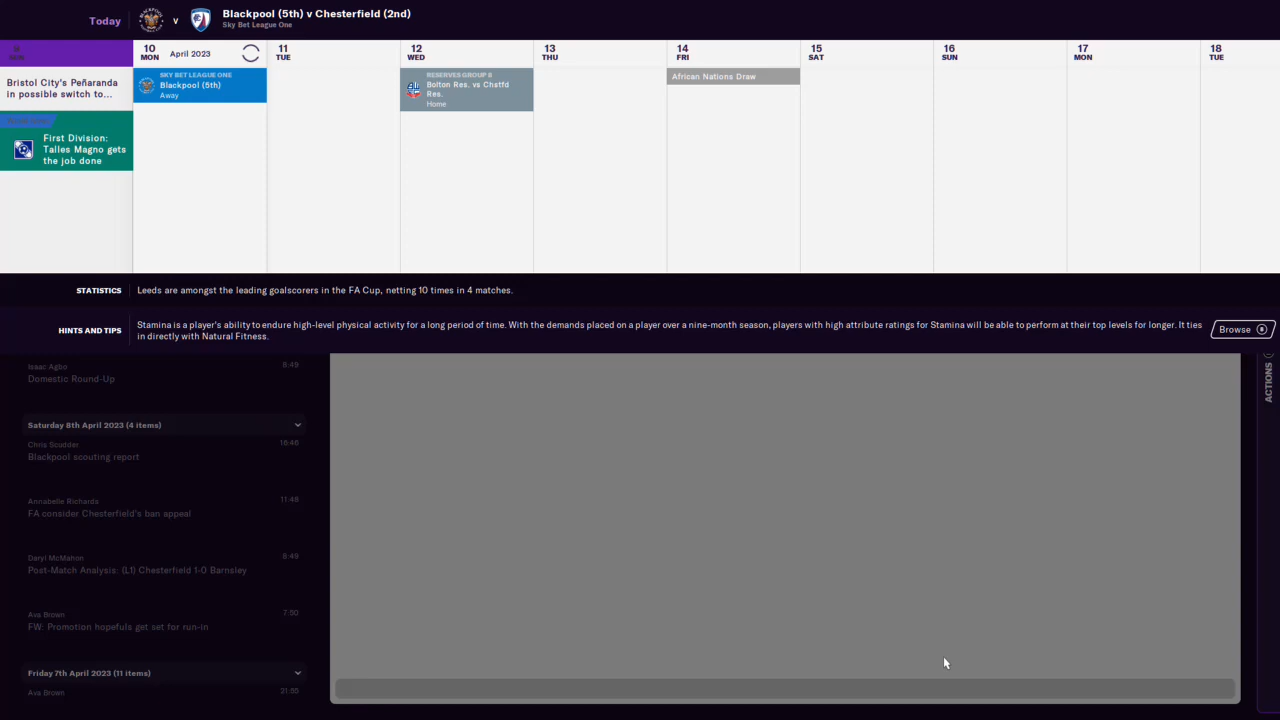 Today
v
Blackpool (5th) v Chesterfield (2nd)
Sky Bet League One
SUN
10
MON
April 2023
11
TUE
12
WED
13
THU
14
FRI
15
SAT
16
SUN
17
MON
18
TUE
Bristol City's Peñaranda
in possible switch to...
First Division:
Talles Magno gets
the job done
SKY BET LEAGUE ONE
Blackpool (5th)
Away
RESERVES GROUP 6
Bolton Res. vs Chstfd
Res.
Home
African Nations Draw
STATISTICS
Leeds are amongst the leading goalscorers in the FA Cup, netting 10 times in 4 matches.
HINTS AND TIPS
Stamina is a player's ability to endure high-level physical activity for a long period of time. With the demands placed on a player over a nine-month season, players with high attribute ratings for Stamina will be able to perform at their top levels for longer. It ties
in directly with Natural Fitness.
Browse
ACTIONS
Isaac Agbo
8:49
Domestic Round-Up
Saturday 8th April 2023 (4 items)
Chris Scudder
16:46
Blackpool scouting report
Annabelle Richards
11:48
FA consider Chesterfield's ban appeal
Daryl McMahon
8:49
Post-Match Analysis: (L1) Chesterfield 1-0 Barnsley
Ava Brown
7:50
FW: Promotion hopefuls get set for run-in
Friday 7th April 2023 (11 items)
Ava Brown
21:55